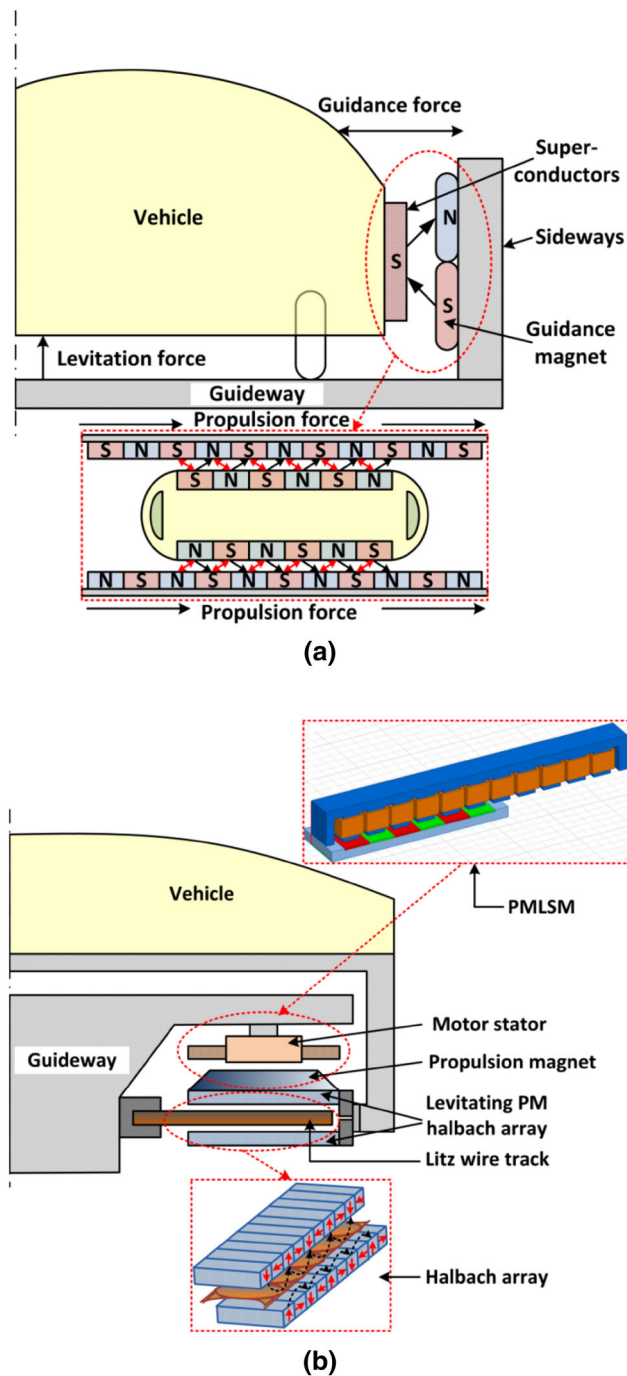 Guidance force
Super-
conductors
Vehicle
N
S
Sideways
S
Guidance
magnet
Levitation force
Guideway
Propulsion force
S N S N S N S N S N S
S N S N S N
N S N S N S
N S N S N S N S N S N
Propulsion force
(a)
PMLSM
Vehicle
Motor stator
Guideway
Propulsion magnet
Levitating PM
halbach array
Litz wire track
Halbach array
(b)